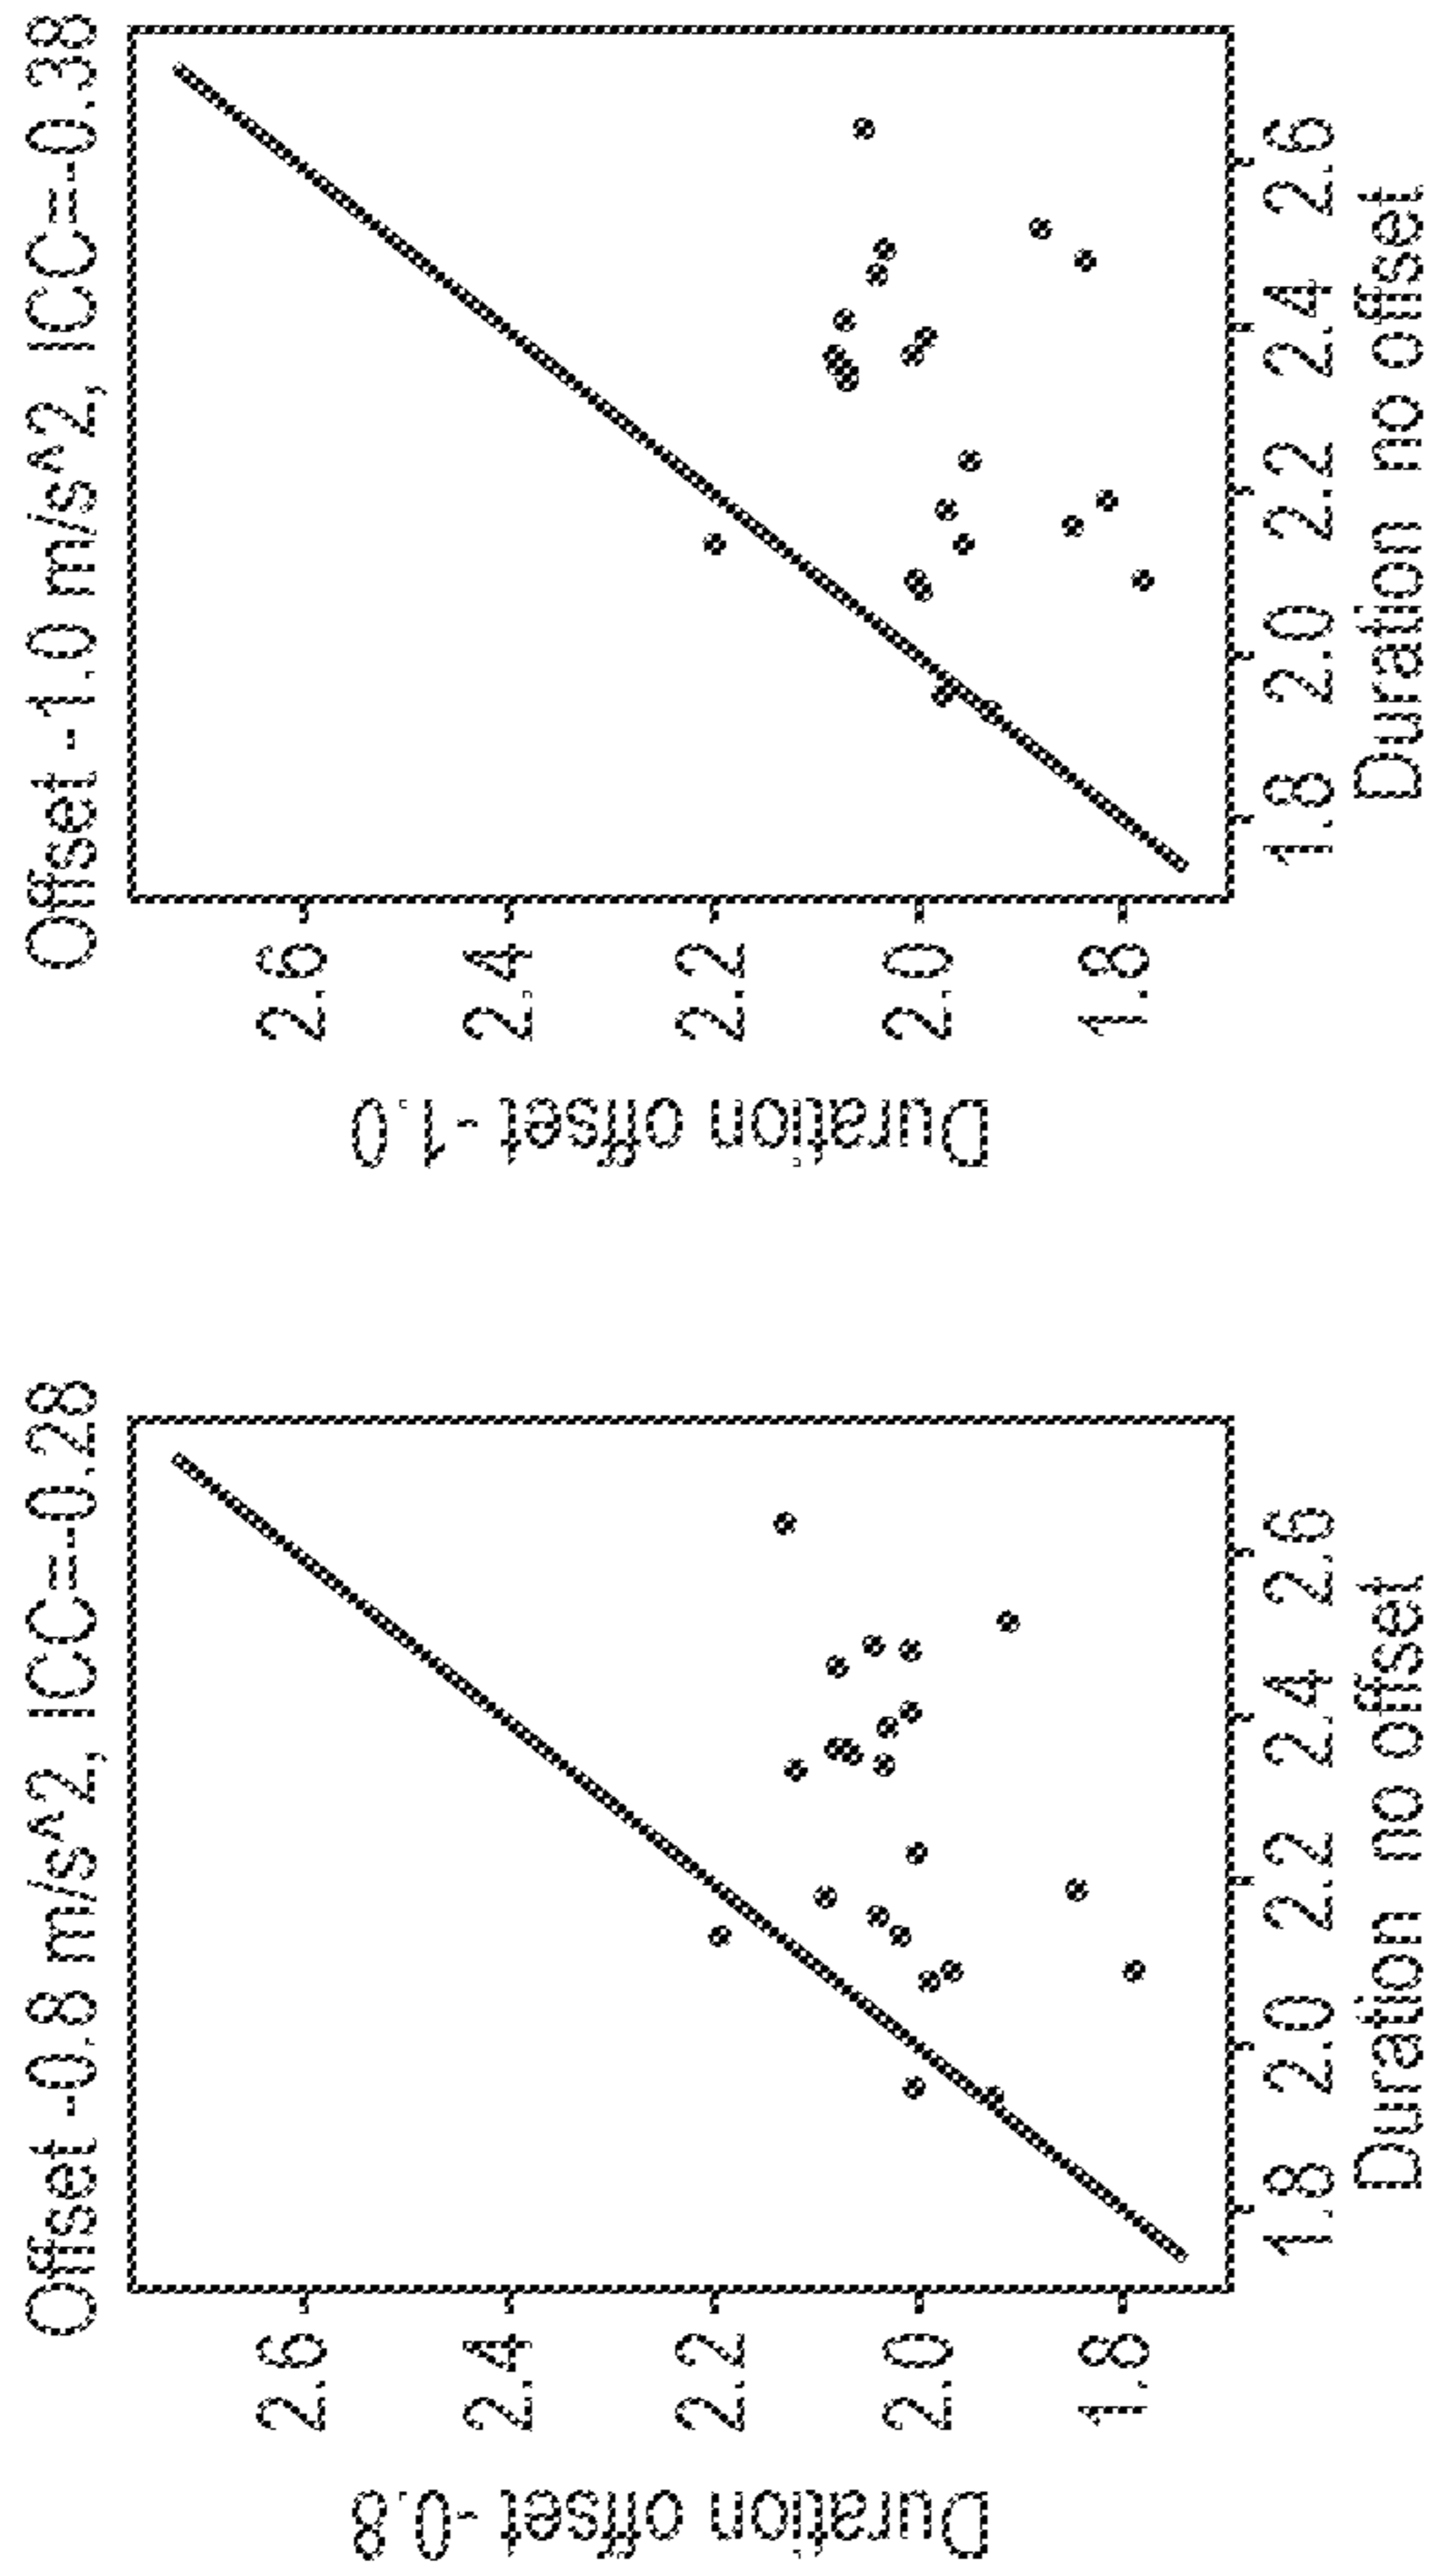 Offset -0.8 m/s^2, ICC=-0.28
Duration offset -0.8
2.6
2.4
2.2
2.0
1.8
1.8 2.0 2.2 2.4 2.6
Duration no offset
Offset -1.0 m/s^2, ICC=-0.38
Duration offset -1.0
2.6
2.4
2.2
2.0
1.8
1.8 2.0 2.2 2.4 2.6
Duration no offset